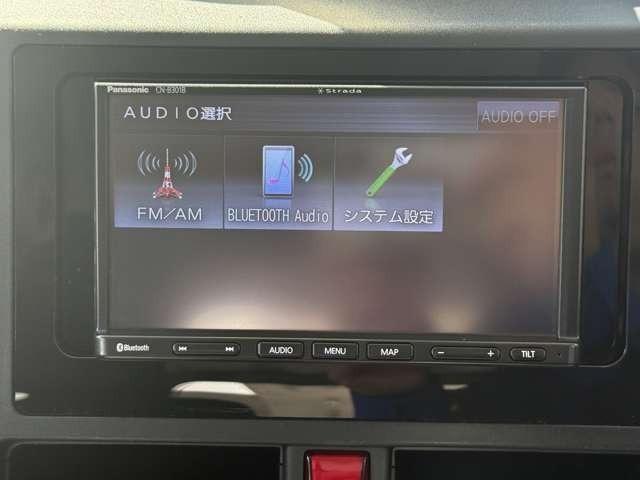 Panasonic CN-B301B Strada
AUDIO選択 AUDIO OFF
FM/AM BLUETOOTH Audio システム設定
Bluetooth AUDIO MENU MAP − + TILT